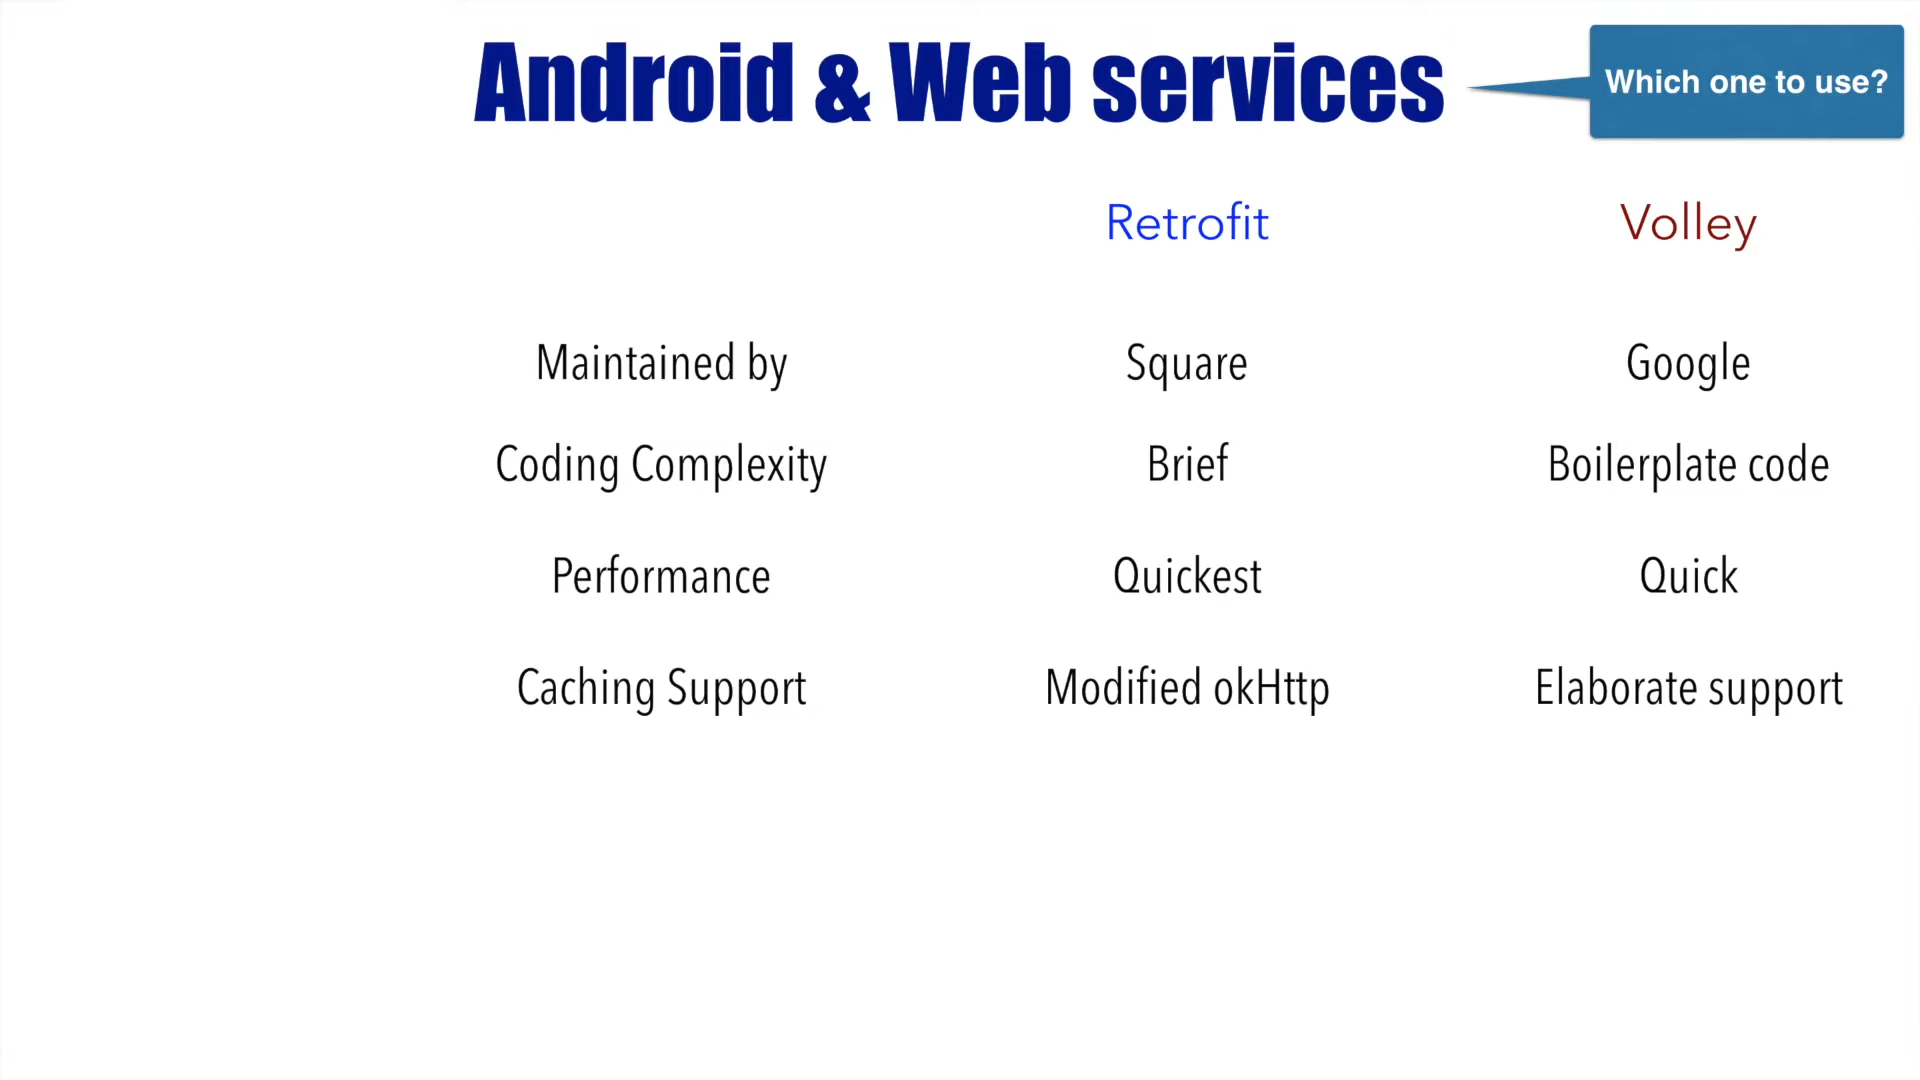 Android & Web services
Which one to use?
Retrofit Volley
Maintained by Square Google
Coding Complexity Brief Boilerplate code
Performance Quickest Quick
Caching Support Modified okHttp Elaborate support